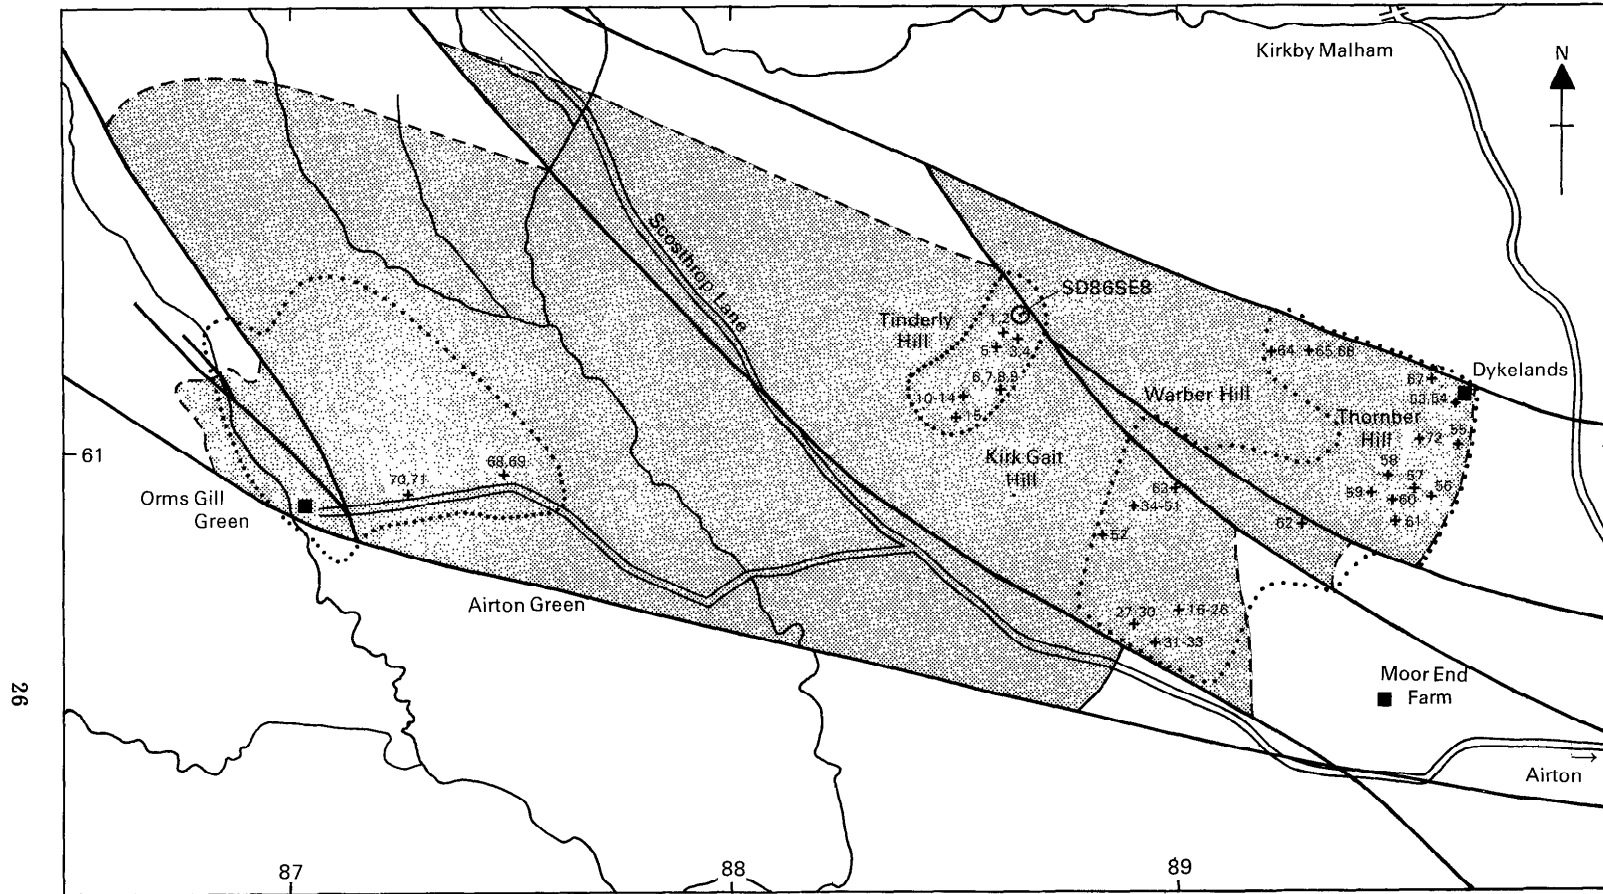 Kirkby Malham
N
Scosthrop Lane
SD86SE8
Tinderly
Hill
1,2
5
3,4
6,7,8,9
10-14
15
64
65,66
Dykelands
67
53,54
Warber Hill
Thornber
Hill
72
55
Kirk Gait
Hill
58
57
56
59
60
61
61
68,69
70,71
63
34-51
62
52
Orms Gill
Green
Airton Green
27-30
16-26
31-33
Moor End
Farm
Airton
26
87
88
89